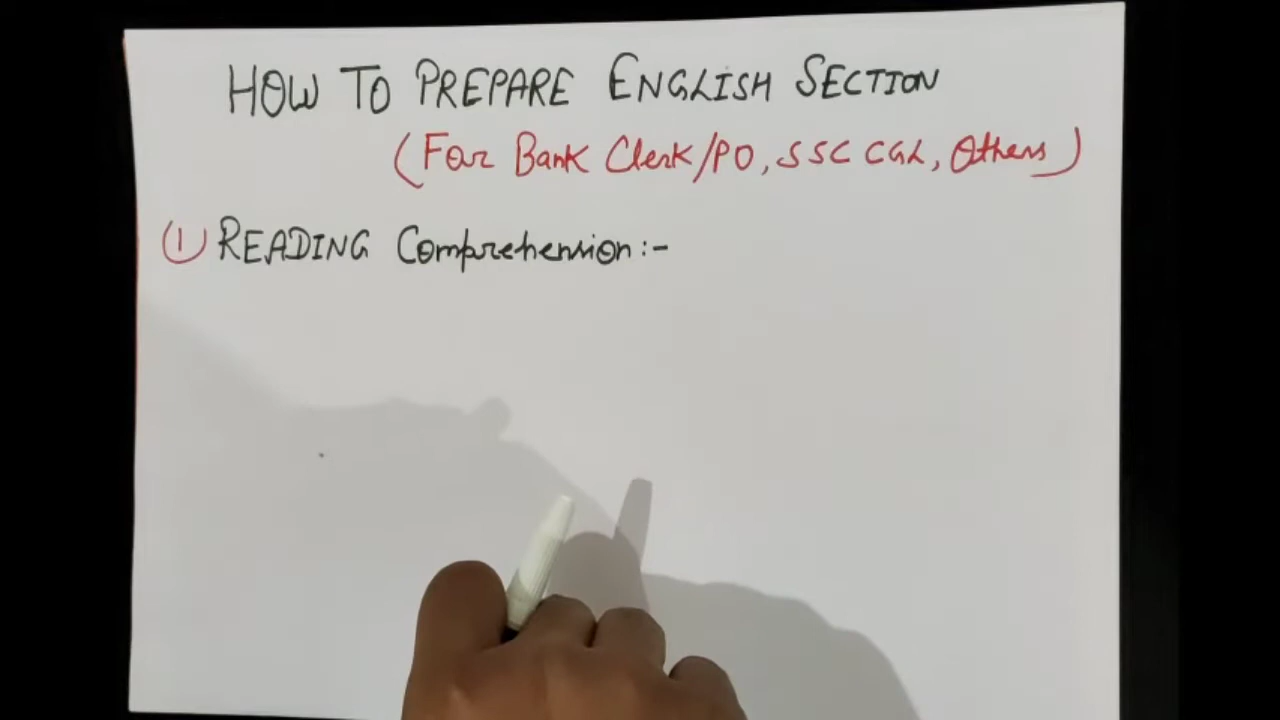 HOW TO PREPARE ENGLISH SECTION
(For Bank Clerk/PO, SSC CGL, Others)
① READING Comprehension:-